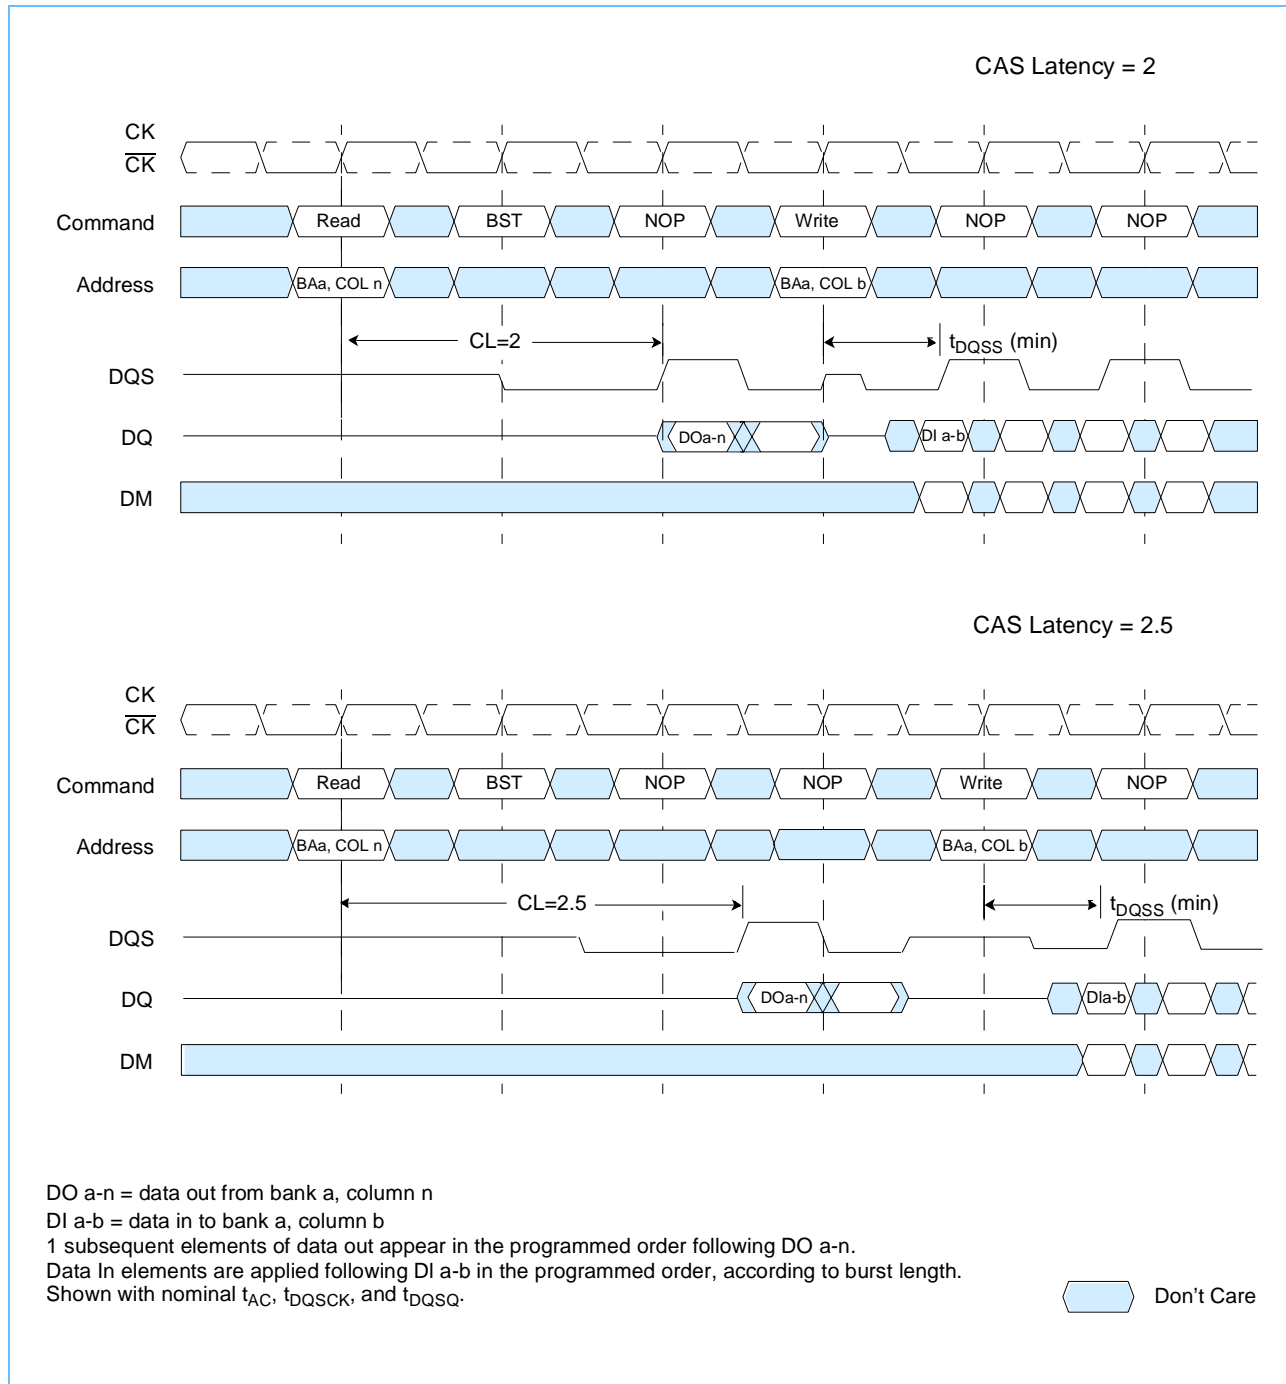 CAS Latency = 2
CK
CK
Command Read BST NOP Write NOP NOP
Address BAa, COL n BAa, COL b
CL=2 tDQSS (min)
DQS
DQ DOa-n DI a-b
DM
CAS Latency = 2.5
CK
CK
Command Read BST NOP NOP Write NOP
Address BAa, COL n BAa, COL b
CL=2.5 tDQSS (min)
DQS
DQ DOa-n DIa-b
DM
DO a-n = data out from bank a, column n
DI a-b = data in to bank a, column b
1 subsequent elements of data out appear in the programmed order following DO a-n.
Data In elements are applied following DI a-b in the programmed order, according to burst length.
Shown with nominal tAC, tDQSCK, and tDQSQ.
Don't Care